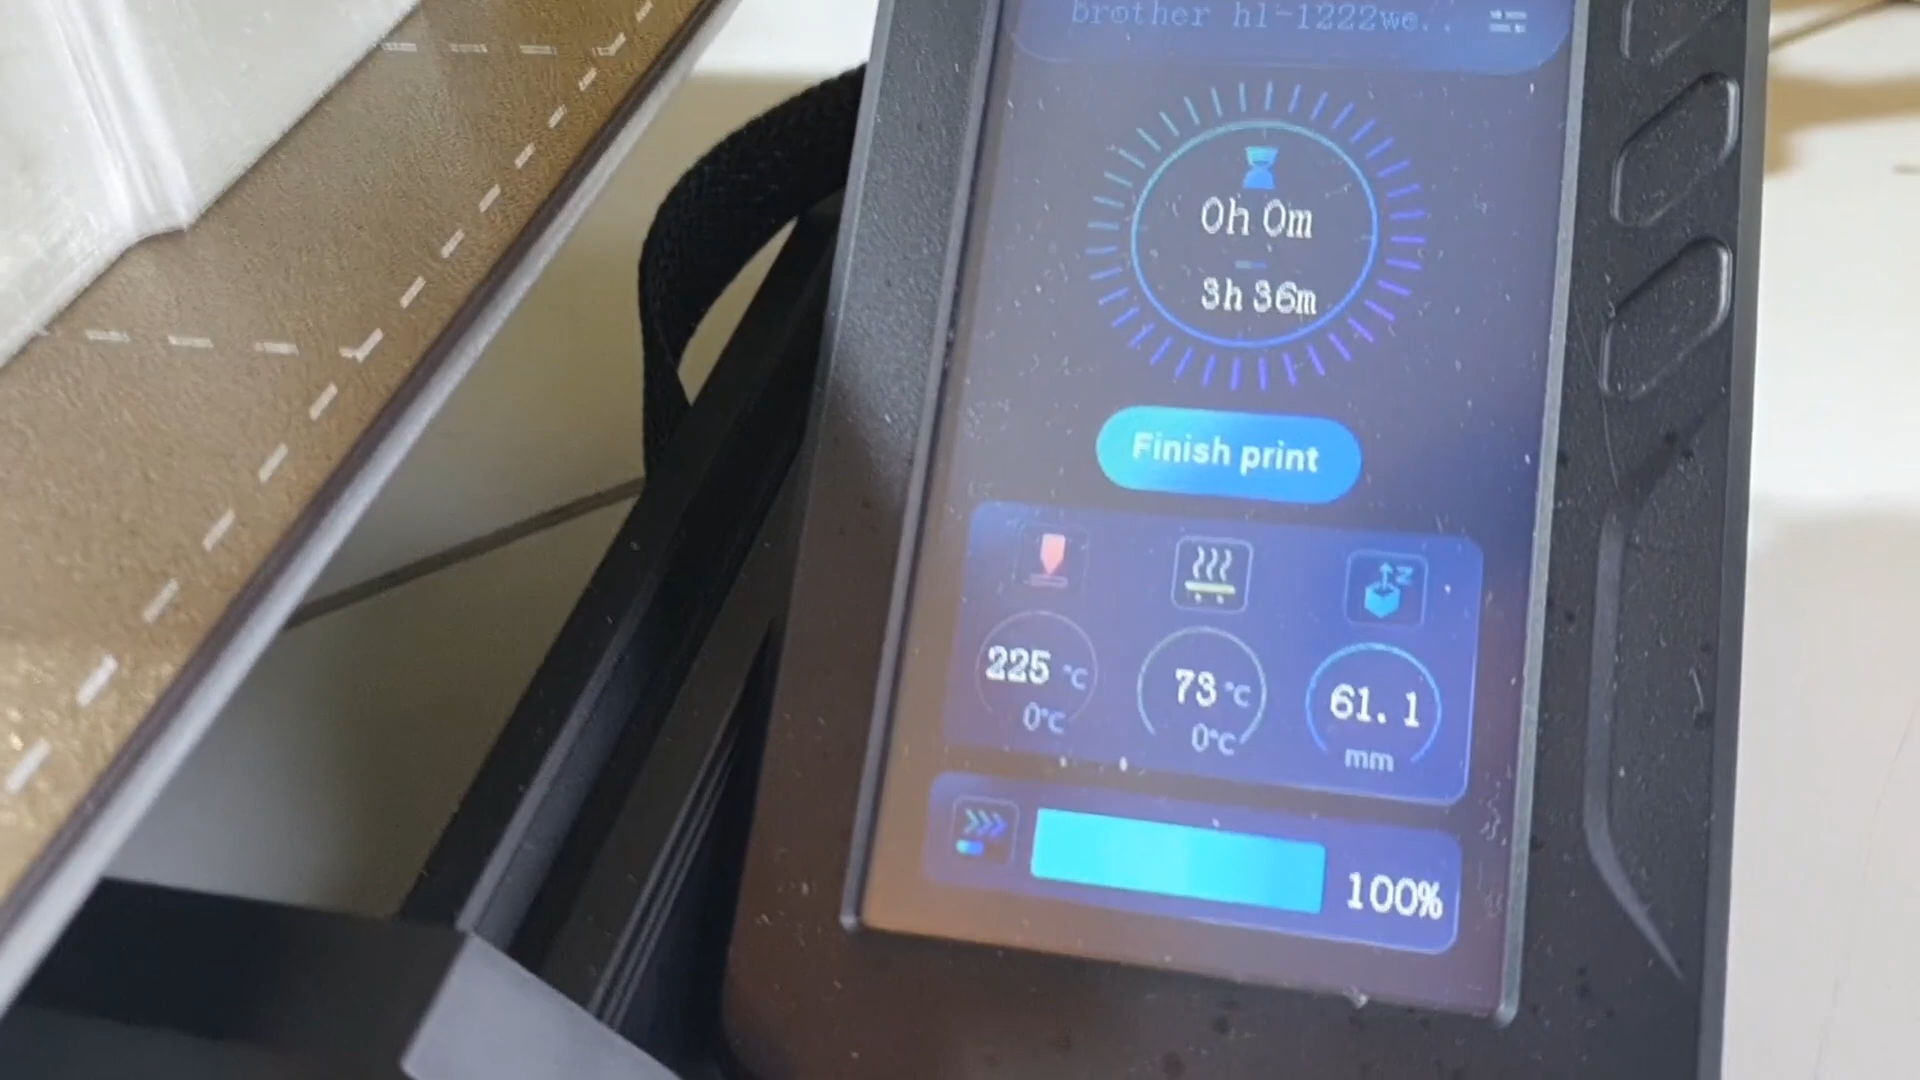 brother hl-1222we..
0h 0m
3h 36m
Finish print
Z
225 °C
0°C
73 °C
0°C
61.1
mm
100%